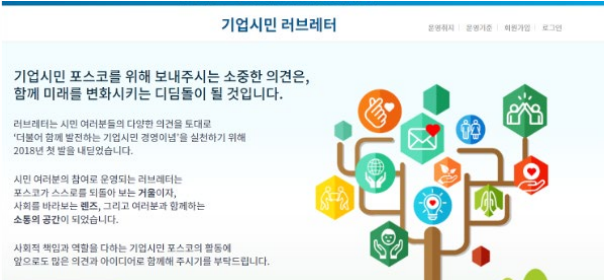 기업시민 러브레터
운영취지 | 운영기준 | 회원가입 | 로그인
기업시민 포스코를 위해 보내주시는 소중한 의견은,
함께 미래를 변화시키는 디딤돌이 될 것입니다.
러브레터는 시민 여러분들의 다양한 의견을 토대로
'더불어 함께 발전하는 기업시민 경영이념'을 실천하기 위해
2018년 첫 발을 내딛었습니다.
시민 여러분의 참여로 운영되는 러브레터는
포스코가 스스로를 되돌아 보는 거울이자,
사회를 바라보는 렌즈, 그리고 여러분과 함께하는
소통의 공간이 되었습니다.
사회적 책임과 역할을 다하는 기업시민 포스코의 활동에
앞으로도 많은 의견과 아이디어로 함께해 주시기를 부탁드립니다.